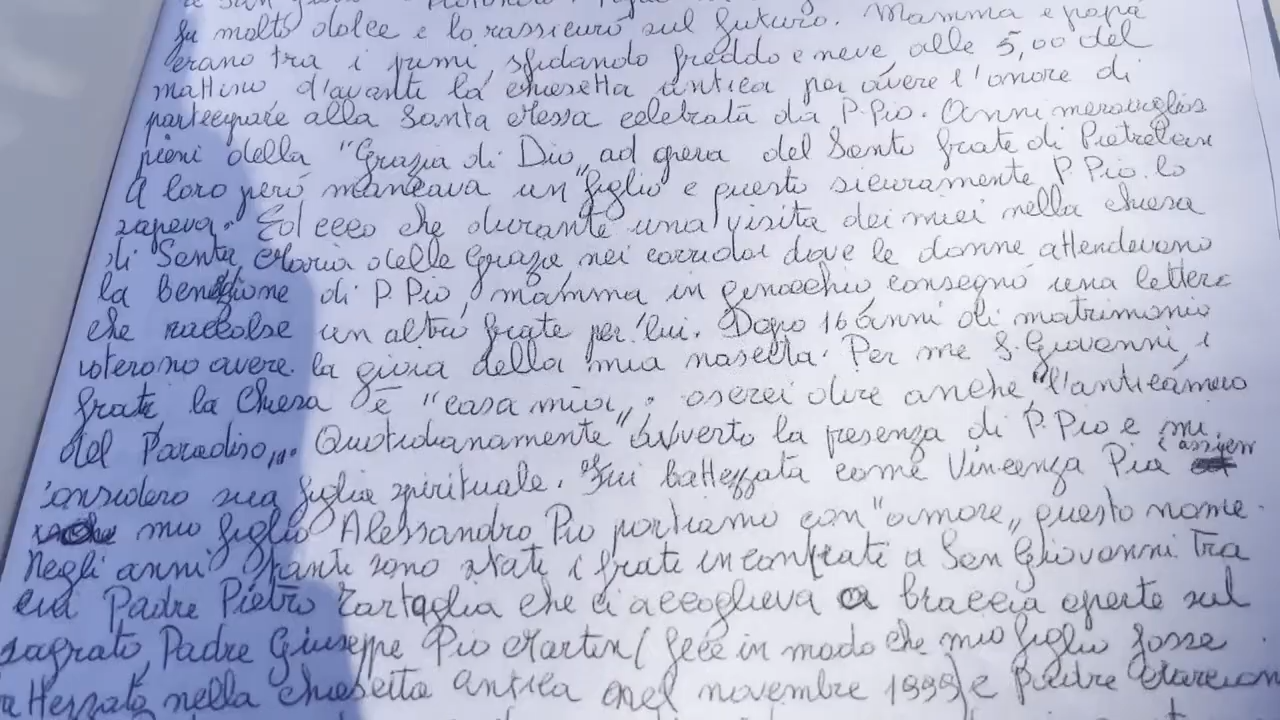 fu molto dolce e lo rassicurò sul futuro. Mamma e papà
erano tra i primi, sfidando freddo e neve, alle 5,00 del
mattino d'avanti la chiesetta antica per avere l'onore di
partecipare alla Santa Messa celebrata da P. Pio. Anni meravigliosi
pieni della "Grazia di Dio" ad opera del Santo frate di Pietrelcin
A loro però mancava un figlio e questo sicuramente P. Pio lo
sapeva. Ed ecco che durante una visita dei miei nella chiesa
di Santa Maria delle Grazie, nei corridoi dove le donne attendevano
la benedizione di P. Pio, mamma in ginocchio consegnò una lettera
che raccolse un altro frate per lui. Dopo 16 anni di matrimonio
poterono avere la gioia della mia nascita. Per me S. Giovanni, i
frati, la Chiesa è "casa mia", oserei dire anche "l'anticamera
del Paradiso". Quotidianamente avverto la presenza di P. Pio e mi
considero sua figlia spirituale. Fui battezzata come Vincenza Pia e assiem
mio figlio Alessandro Pio portiamo con "amore" questo nome.
Negli anni tanti sono stati i frati incontrati a San Giovanni tra
cui Padre Pietro Tartaglia che ci accoglieva a braccia aperte sul
sagrato, Padre Giuseppe Pio Martin (fece in modo che mio figlio fosse
battezzato nella chiesetta antica nel novembre 1999) e Padre Marcian